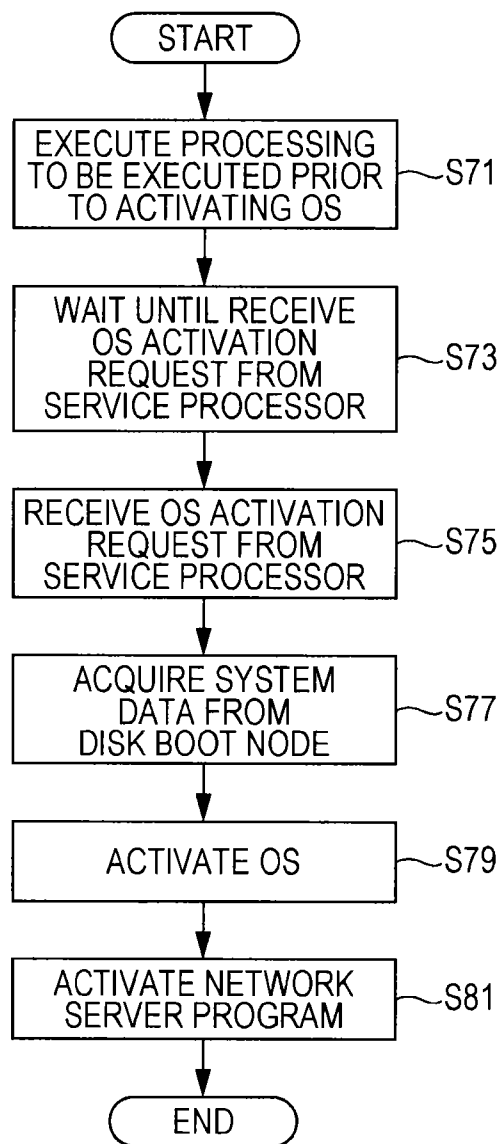 START
EXECUTE PROCESSING
TO BE EXECUTED PRIOR
TO ACTIVATING OS
S71
WAIT UNTIL RECEIVE
OS ACTIVATION
REQUEST FROM
SERVICE PROCESSOR
S73
RECEIVE OS ACTIVATION
REQUEST FROM
SERVICE PROCESSOR
S75
ACQUIRE SYSTEM
DATA FROM
DISK BOOT NODE
S77
ACTIVATE OS
S79
ACTIVATE NETWORK
SERVER PROGRAM
S81
END